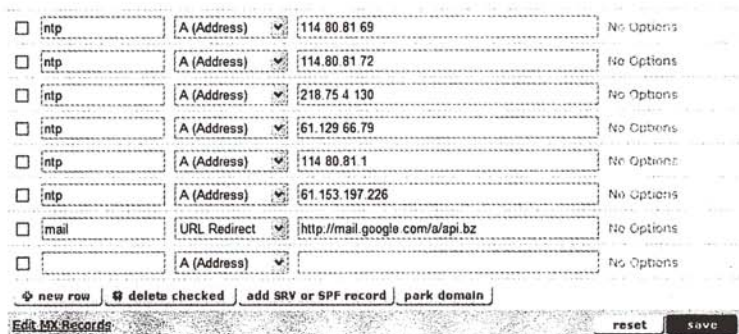 ntp A (Address) 114 80.81 69 No Options
ntp A (Address) 114.80.81 72 No Options
ntp A (Address) 218.75 4 130 No Options
ntp A (Address) 61.129 66.79 No Options
ntp A (Address) 114 80.81.1 No Options
ntp A (Address) 61.153.197.226 No Options
mail URL Redirect http://mail.google.com/a/api.bz No Options
A (Address) No Options
new row delete checked add SRV or SPF record park domain
Edit MX Records reset save